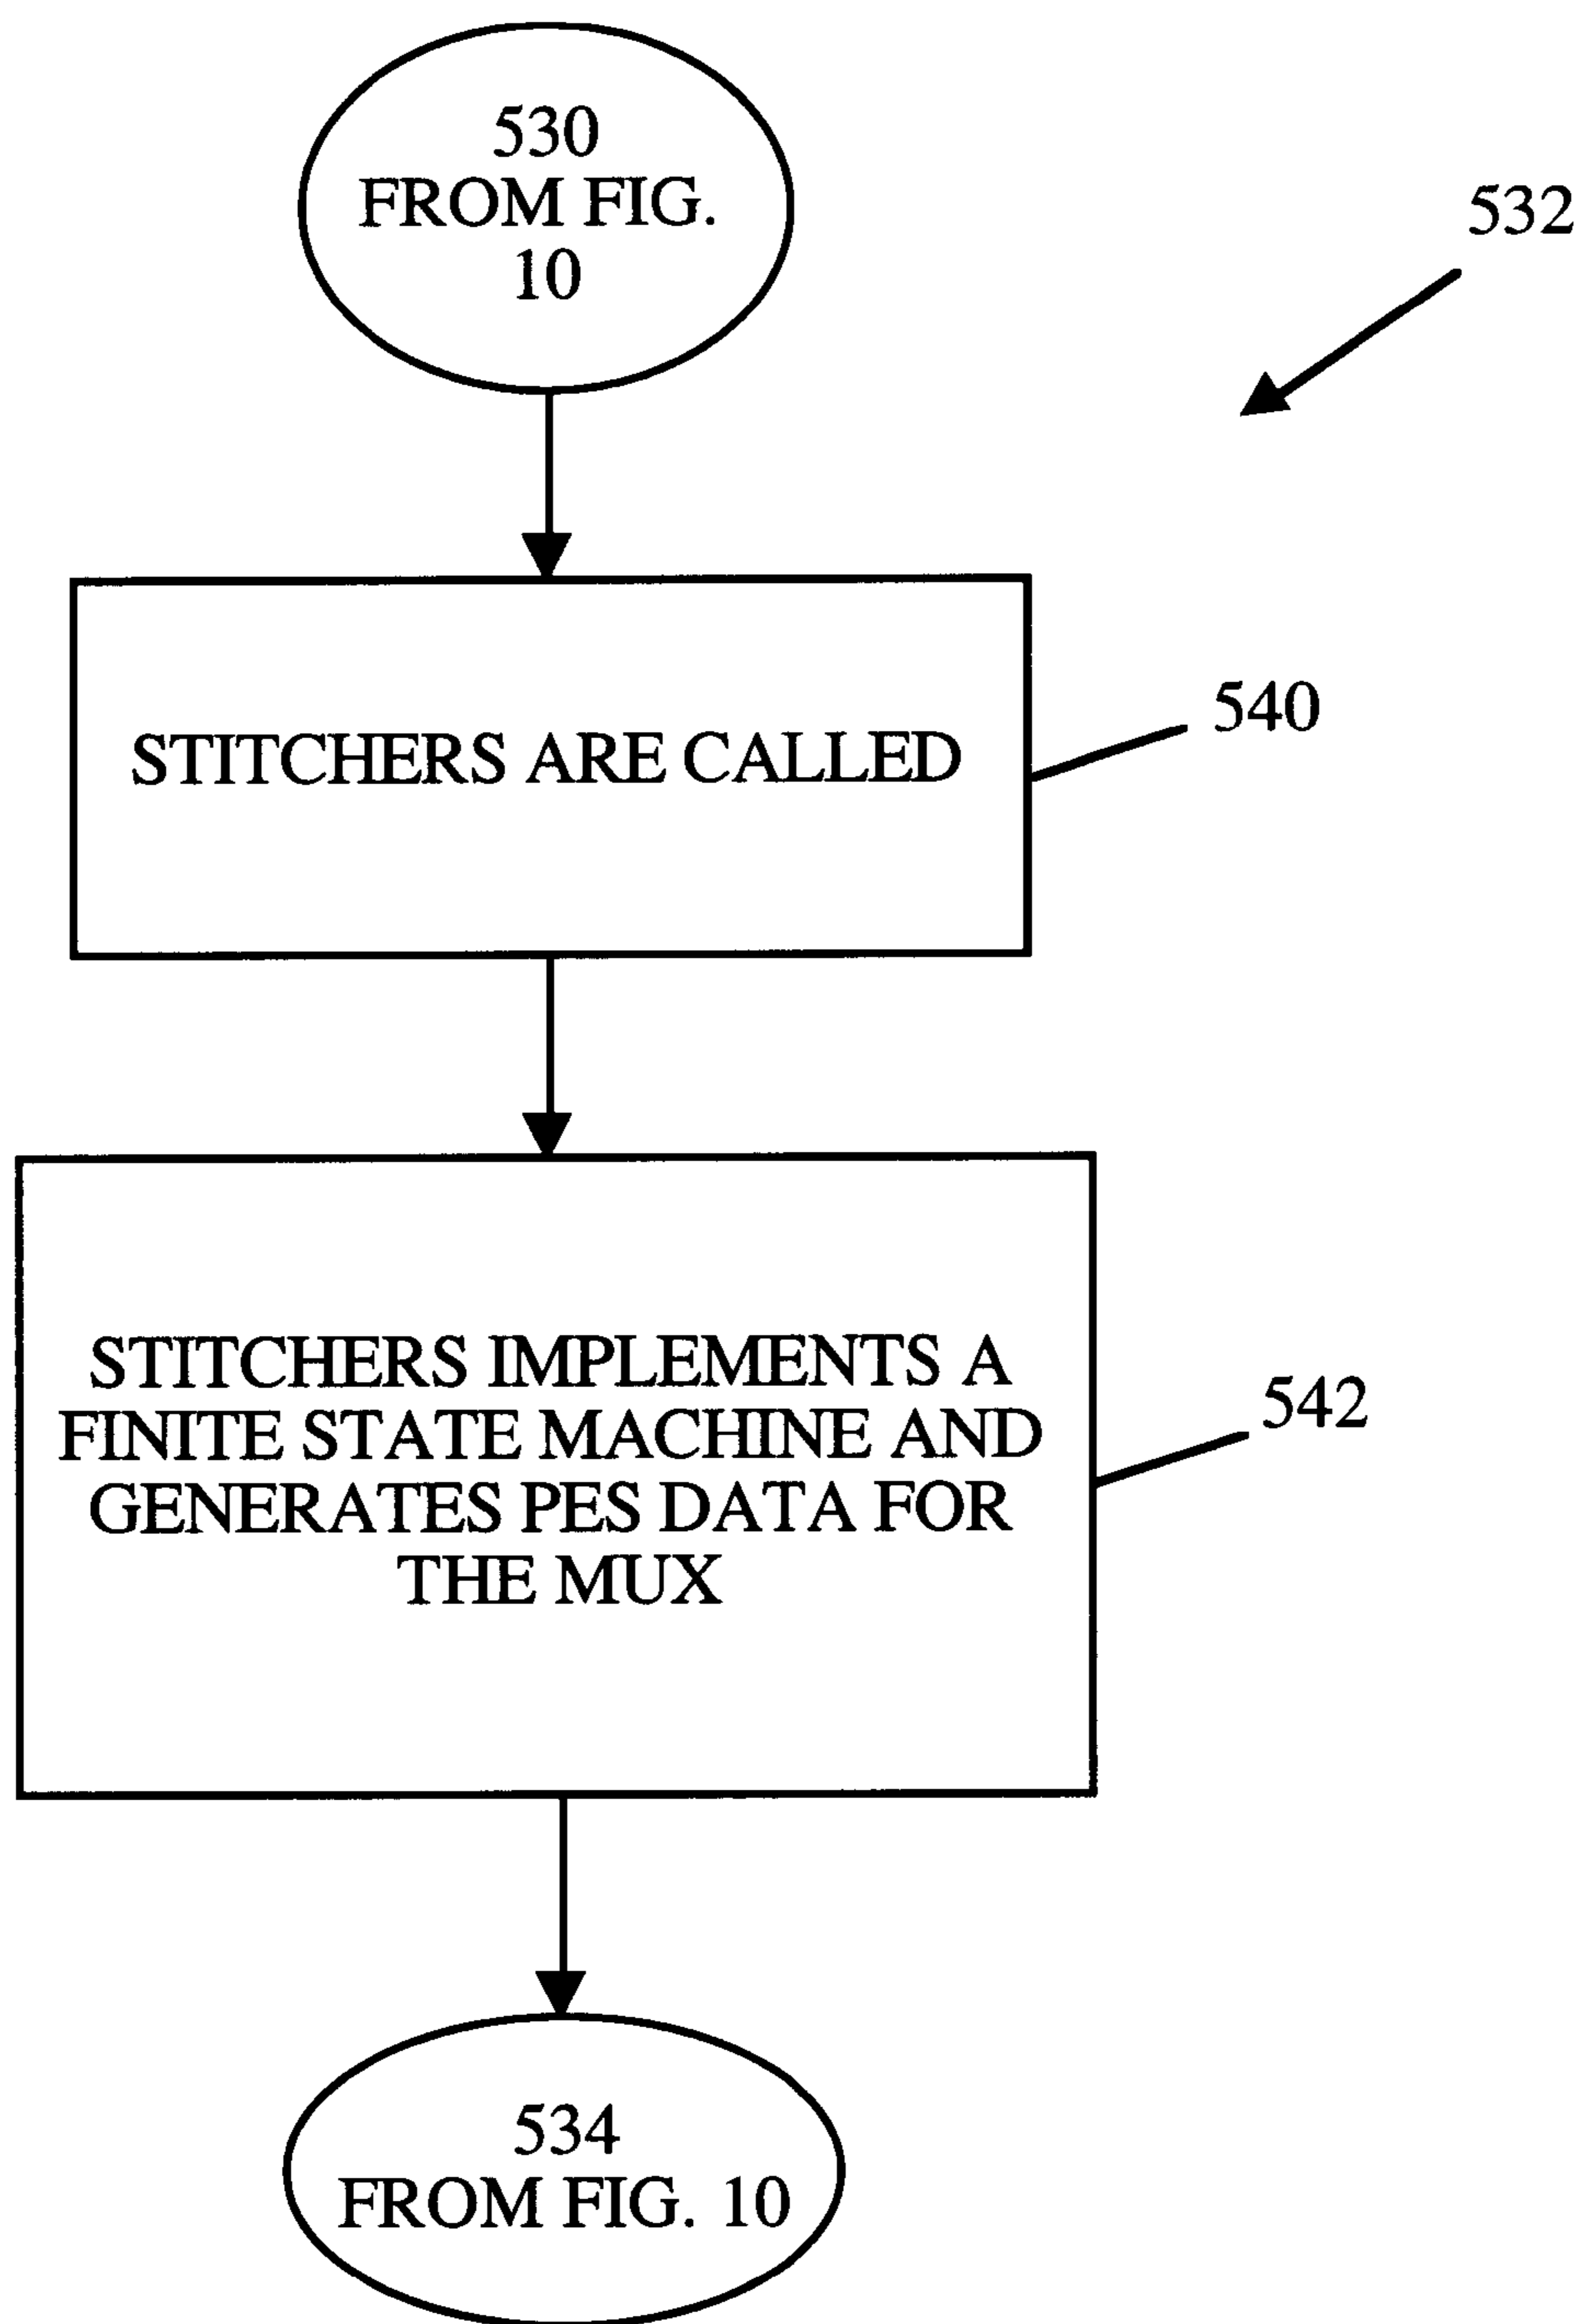 530
FROM FIG.
10
532
STITCHERS ARE CALLED
540
STITCHERS IMPLEMENTS A
FINITE STATE MACHINE AND
GENERATES PES DATA FOR
THE MUX
542
534
FROM FIG. 10